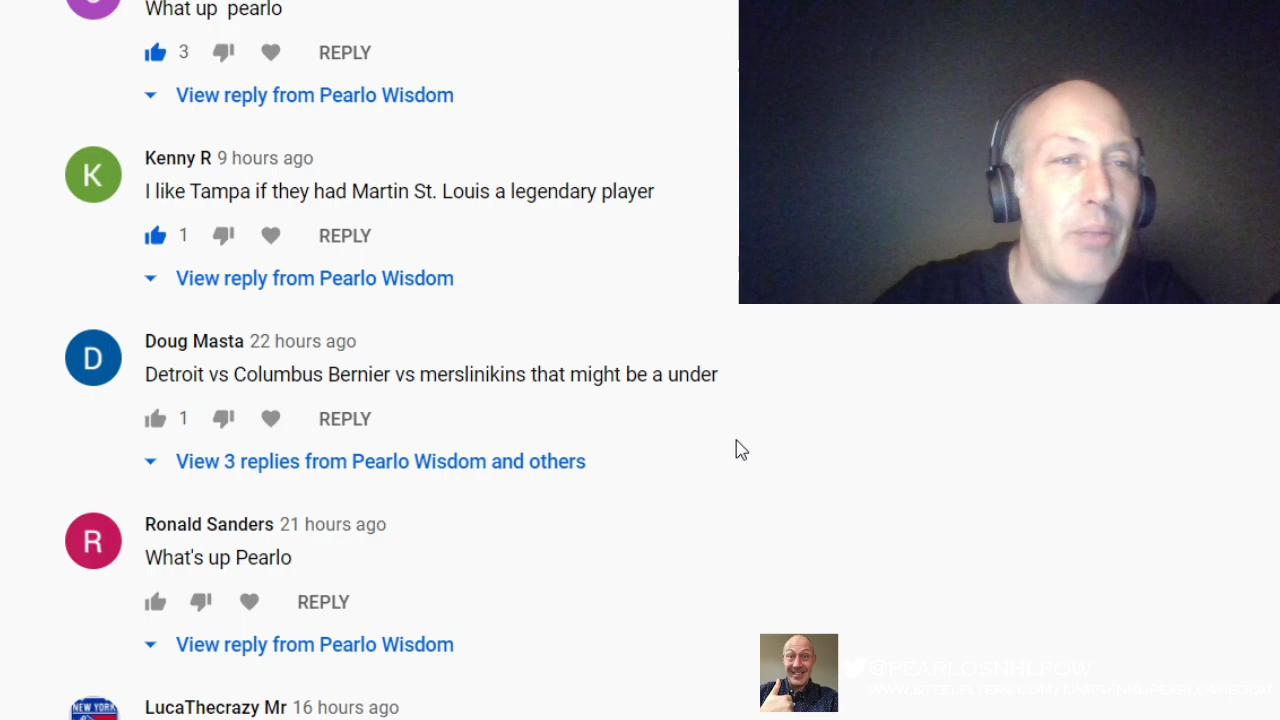 What up pearlo
3 REPLY
View reply from Pearlo Wisdom
K
Kenny R 9 hours ago
I like Tampa if they had Martin St. Louis a legendary player
1 REPLY
View reply from Pearlo Wisdom
D
Doug Masta 22 hours ago
Detroit vs Columbus Bernier vs merslinikins that might be a under
1 REPLY
View 3 replies from Pearlo Wisdom and others
R
Ronald Sanders 21 hours ago
What's up Pearlo
REPLY
View reply from Pearlo Wisdom
@PEARLOSNHLPOW
NEW YORK
LucaThecrazy Mr 16 hours ago